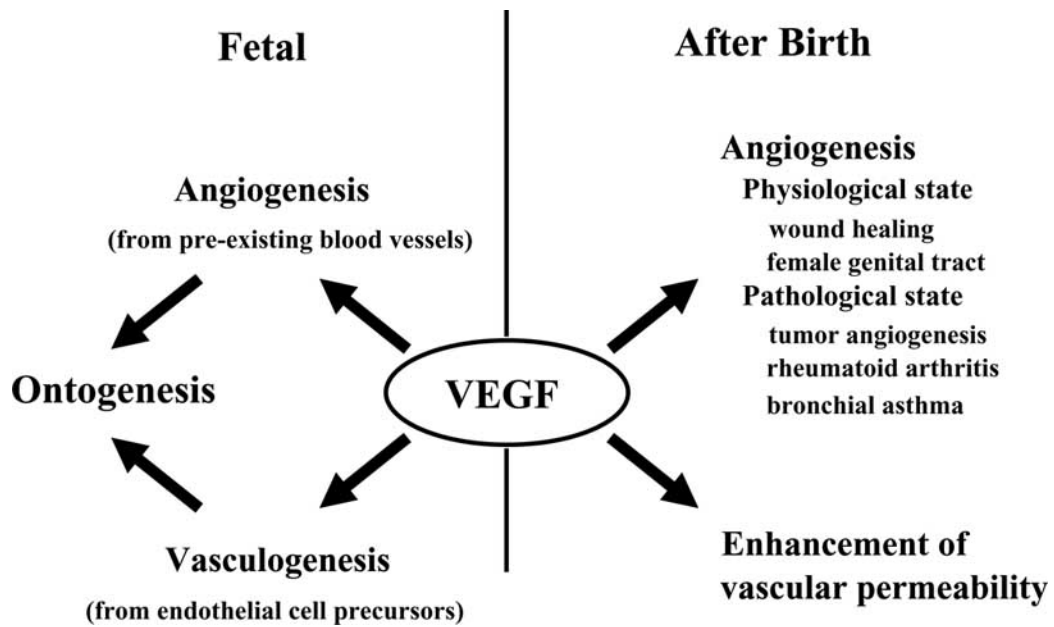 Fetal
Angiogenesis
(from pre-existing blood vessels)
Ontogenesis
Vasculogenesis
(from endothelial cell precursors)
VEGF
After Birth
Angiogenesis
Physiological state
wound healing
female genital tract
Pathological state
tumor angiogenesis
rheumatoid arthritis
bronchial asthma
Enhancement of
vascular permeability